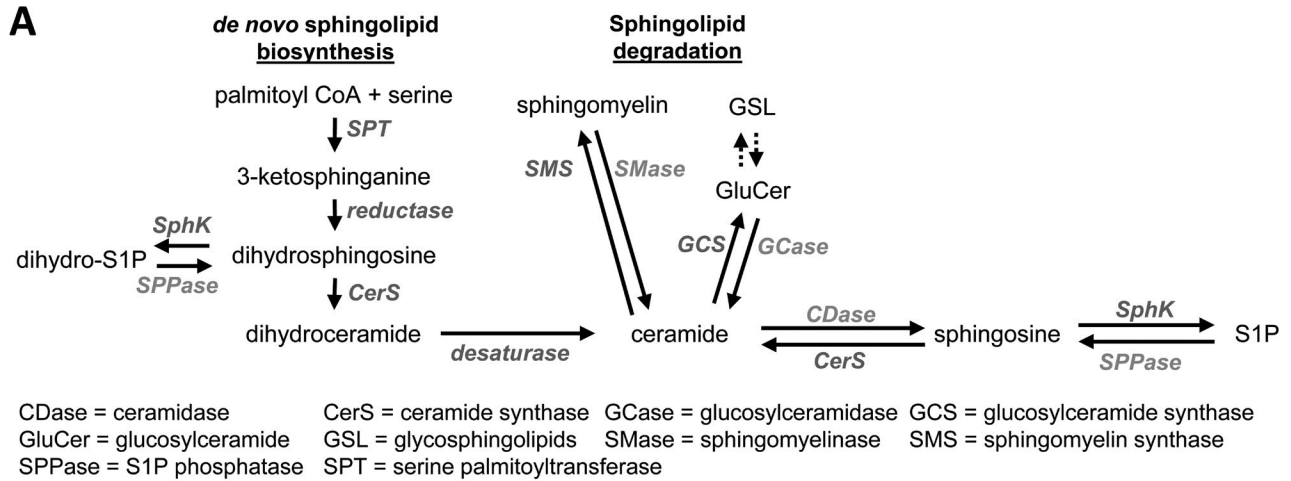 A
de novo sphingolipid
biosynthesis
palmitoyl CoA + serine
SPT
3-ketosphinganine
reductase
SphK
dihydro-S1P
SPPase
dihydrosphingosine
CerS
dihydroceramide
desaturase
Sphingolipid
degradation
sphingomyelin
GSL
SMS
SMase
GluCer
GCS
GCase
ceramide
CDase
CerS
sphingosine
SphK
SPPase
S1P
CDase = ceramidase
CerS = ceramide synthase
GCase = glucosylceramidase
GCS = glucosylceramide synthase
GluCer = glucosylceramide
GSL = glycosphingolipids
SMase = sphingomyelinase
SMS = sphingomyelin synthase
SPPase = S1P phosphatase
SPT = serine palmitoyltransferase